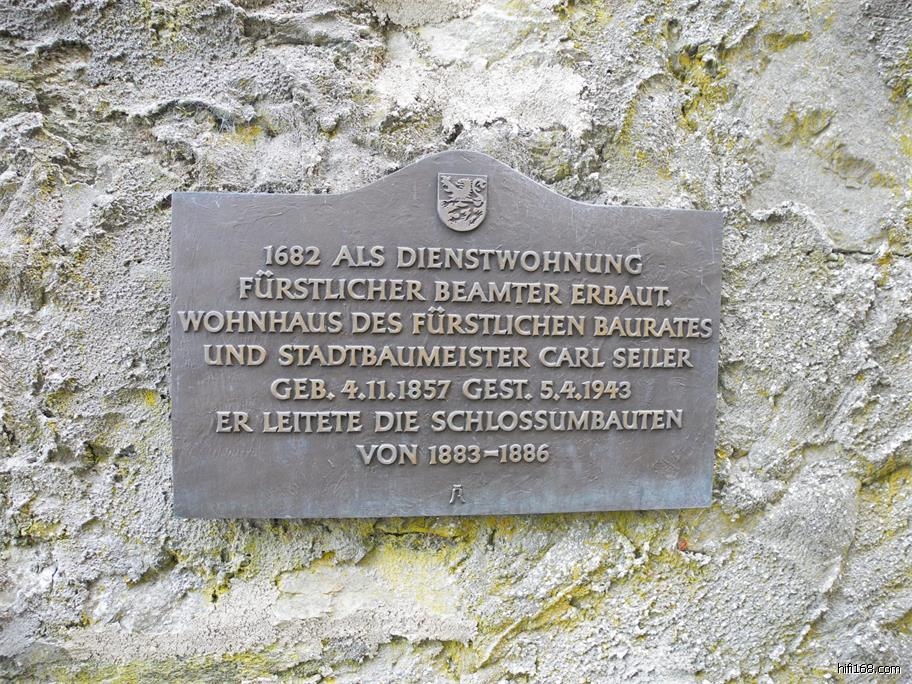 1682 ALS DIENSTWOHNUNG
FÜRSTLICHER BEAMTER ERBAUT.
WOHNHAUS DES FÜRSTLICHEN BAURATES
UND STADTBAUMEISTER CARL SEILER
GEB. 4.11.1857 GEST. 5.4.1943
ER LEITETE DIE SCHLOSSUMBAUTEN
VON 1883-1886
hifi168.com